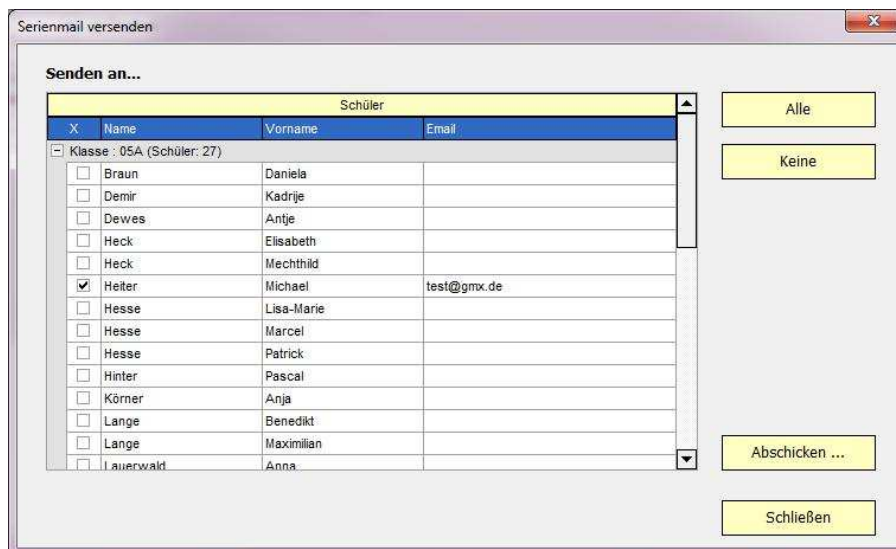 Serienmail versenden
Senden an...
Schüler
X Name Vorname Email
Klasse : 05A (Schüler: 27)
Braun Daniela
Demir Kadrije
Dewes Antje
Heck Elisabeth
Heck Mechthild
Heiter Michael test@gmx.de
Hesse Lisa-Marie
Hesse Marcel
Hesse Patrick
Hinter Pascal
Körner Anja
Lange Benedikt
Lange Maximilian
Lauerwald Anna
Alle
Keine
Abschicken ...
Schließen